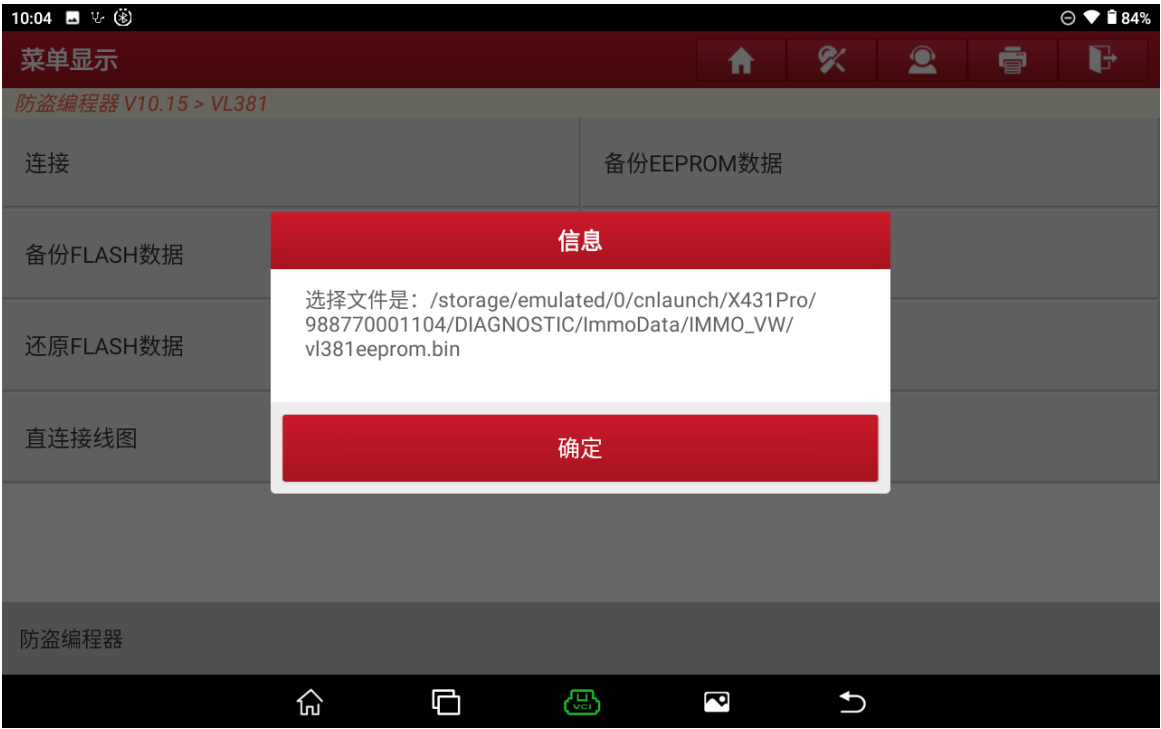 10:04
84%
菜单显示
防盗编程器 V10.15 > VL381
连接
备份EEPROM数据
备份FLASH数据
信息
选择文件是：/storage/emulated/0/cnlaunch/X431Pro/
988770001104/DIAGNOSTIC/ImmoData/IMMO_VW/
vl381eeprom.bin
还原FLASH数据
直连接线图
确定
防盗编程器
VCI